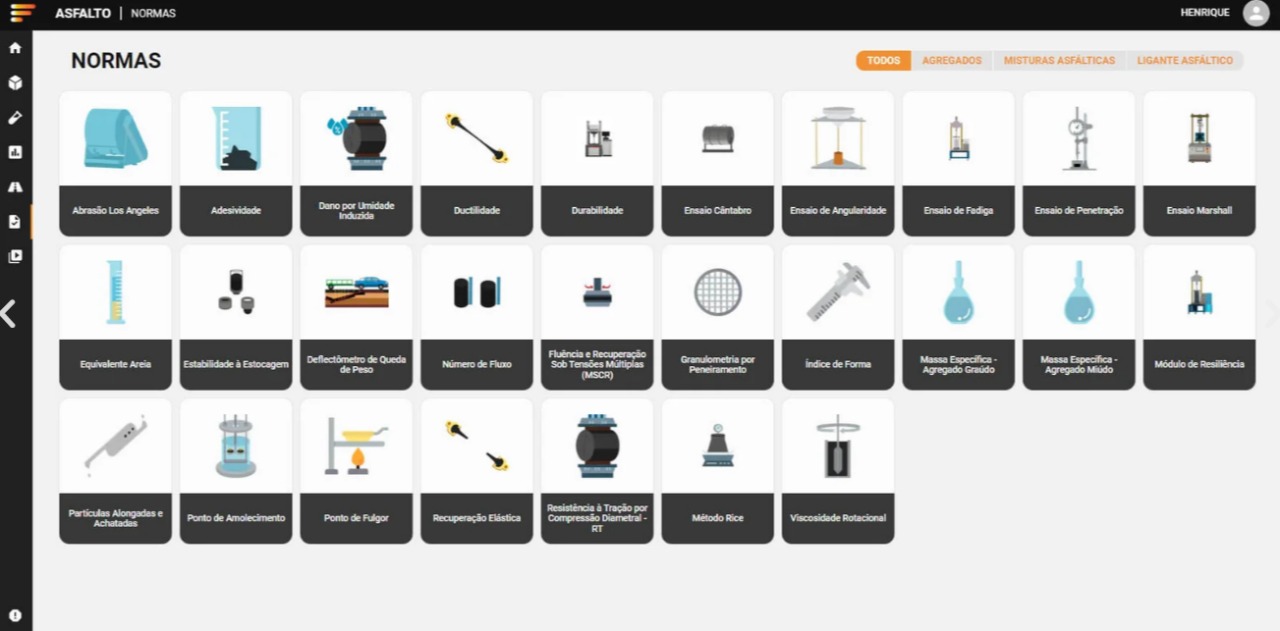 ASFALTO | NORMAS
HENRIQUE
NORMAS
TODOS
AGREGADOS
MISTURAS ASFÁLTICAS
LIGANTE ASFÁLTICO
Abrasão Los Angeles
Adesividade
Dano por Umidade
Induzida
Ductilidade
Durabilidade
Ensaio Cântabro
Ensaio de Angularidade
Ensaio de Fadiga
Ensaio de Penetração
Ensaio Marshall
Equivalente Areia
Estabilidade à Estocagem
Deflectômetro de Queda
de Peso
Número de Fluxo
Fluência e Recuperação
Sob Tensões Múltiplas
(MSCR)
Granulometria por
Peneiramento
Índice de Forma
Massa Específica -
Agregado Graúdo
Massa Específica -
Agregado Miúdo
Módulo de Resiliência
Partículas Alongadas e
Achatadas
Ponto de Amolecimento
Ponto de Fulgor
Recuperação Elástica
Resistência à Tração por
Compressão Diametral -
RT
Método Rice
Viscosidade Rotacional